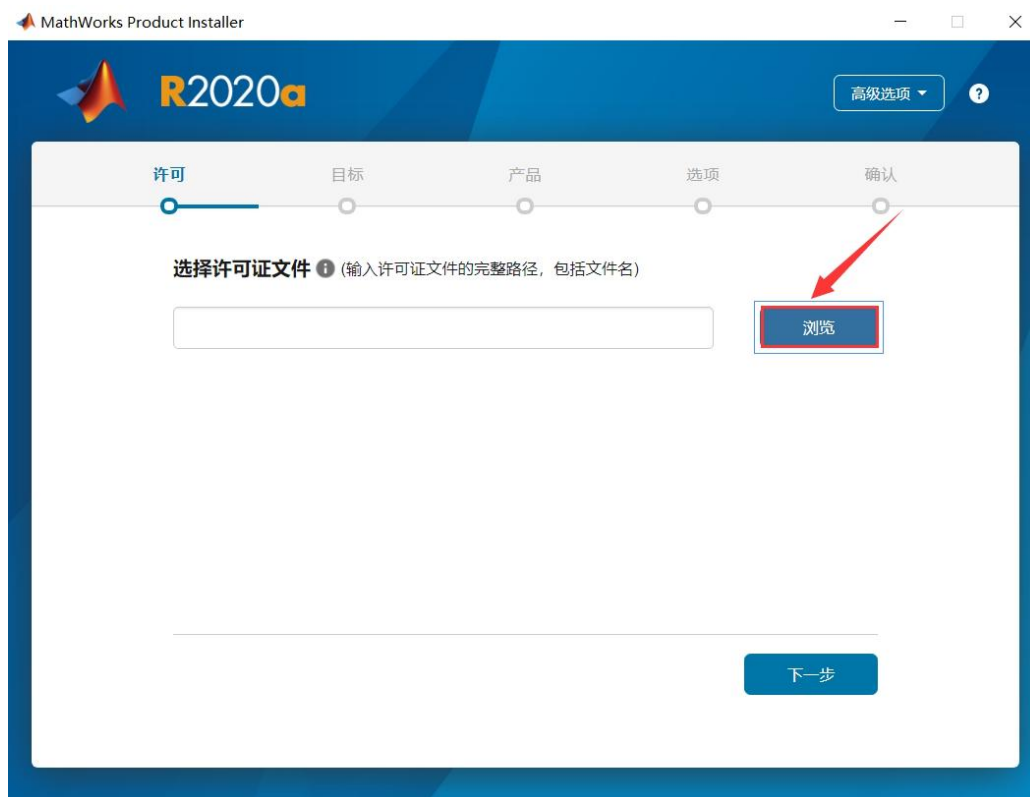 MathWorks Product Installer
R2020a
高级选项
许可
目标
产品
选项
确认
选择许可证文件 (输入许可证文件的完整路径，包括文件名)
浏览
下一步